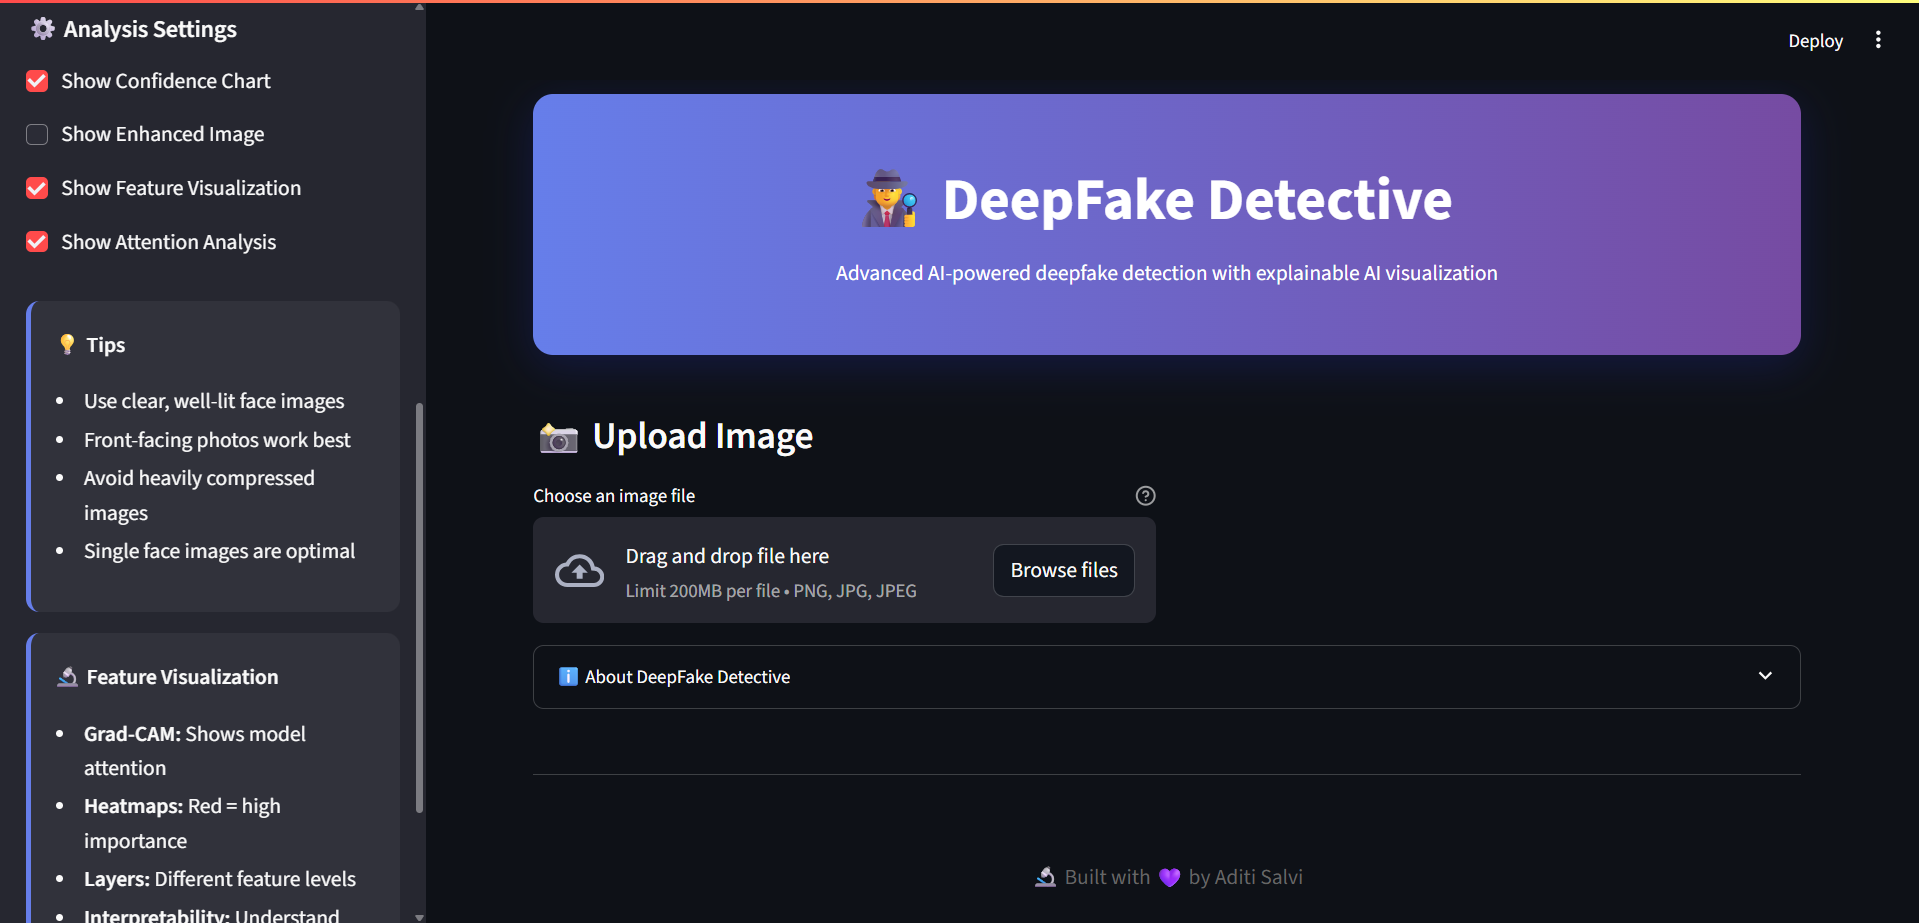 Analysis Settings
Show Confidence Chart
Show Enhanced Image
Show Feature Visualization
Show Attention Analysis
Tips
• Use clear, well-lit face images
• Front-facing photos work best
• Avoid heavily compressed
images
• Single face images are optimal
Feature Visualization
• Grad-CAM: Shows model
attention
• Heatmaps: Red = high
importance
• Layers: Different feature levels
• Interpretability: Understand
Deploy
DeepFake Detective
Advanced AI-powered deepfake detection with explainable AI visualization
Upload Image
Choose an image file
Drag and drop file here
Limit 200MB per file • PNG, JPG, JPEG
Browse files
About DeepFake Detective
Built with 💜 by Aditi Salvi